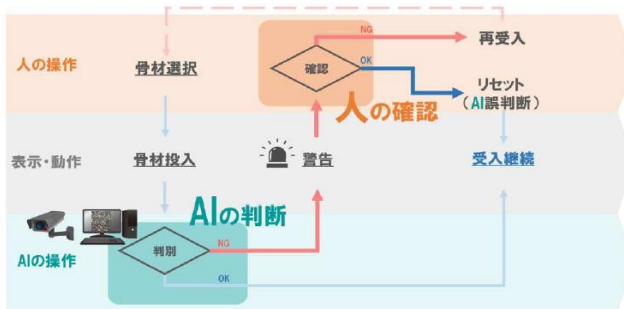 NG
再受入
人の操作
骨材選択
確認
OK
リセット
(AI誤判断)
人の確認
表示・動作
骨材投入
警告
受入継続
AIの判断
AIの操作
判別
NG
OK